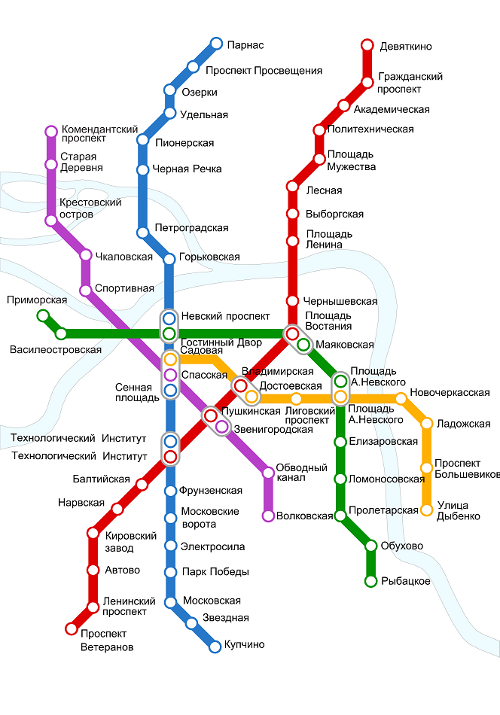 Парнас
Девяткино
Проспект Просвещения
Гражданский
проспект
Озерки
Академическая
Удельная
Комендантский
проспект
Политехническая
Пионерская
Старая
Деревня
Площадь
Мужества
Черная Речка
Лесная
Крестовский
остров
Выборгская
Петроградская
Площадь
Ленина
Чкаловская
Горьковская
Спортивная
Приморская
Чернышевская
Невский проспект
Площадь
Восстания
Гостинный Двор
Маяковская
Василеостровская
Садовая
Владимирская
Площадь
А.Невского
Спасская
Достоевская
Сенная
площадь
Новочеркасская
Пушкинская
Лиговский
проспект
Площадь
А.Невского
Звенигородская
Ладожская
Технологический Институт
Елизаровская
Технологический Институт
Обводный
канал
Проспект
Большевиков
Балтийская
Ломоносовская
Фрунзенская
Нарвская
Волковская
Пролетарская
Улица
Дыбенко
Московские
ворота
Кировский
завод
Электросила
Обухово
Автово
Парк Победы
Рыбацкое
Ленинский
проспект
Московская
Звездная
Проспект
Ветеранов
Купчино